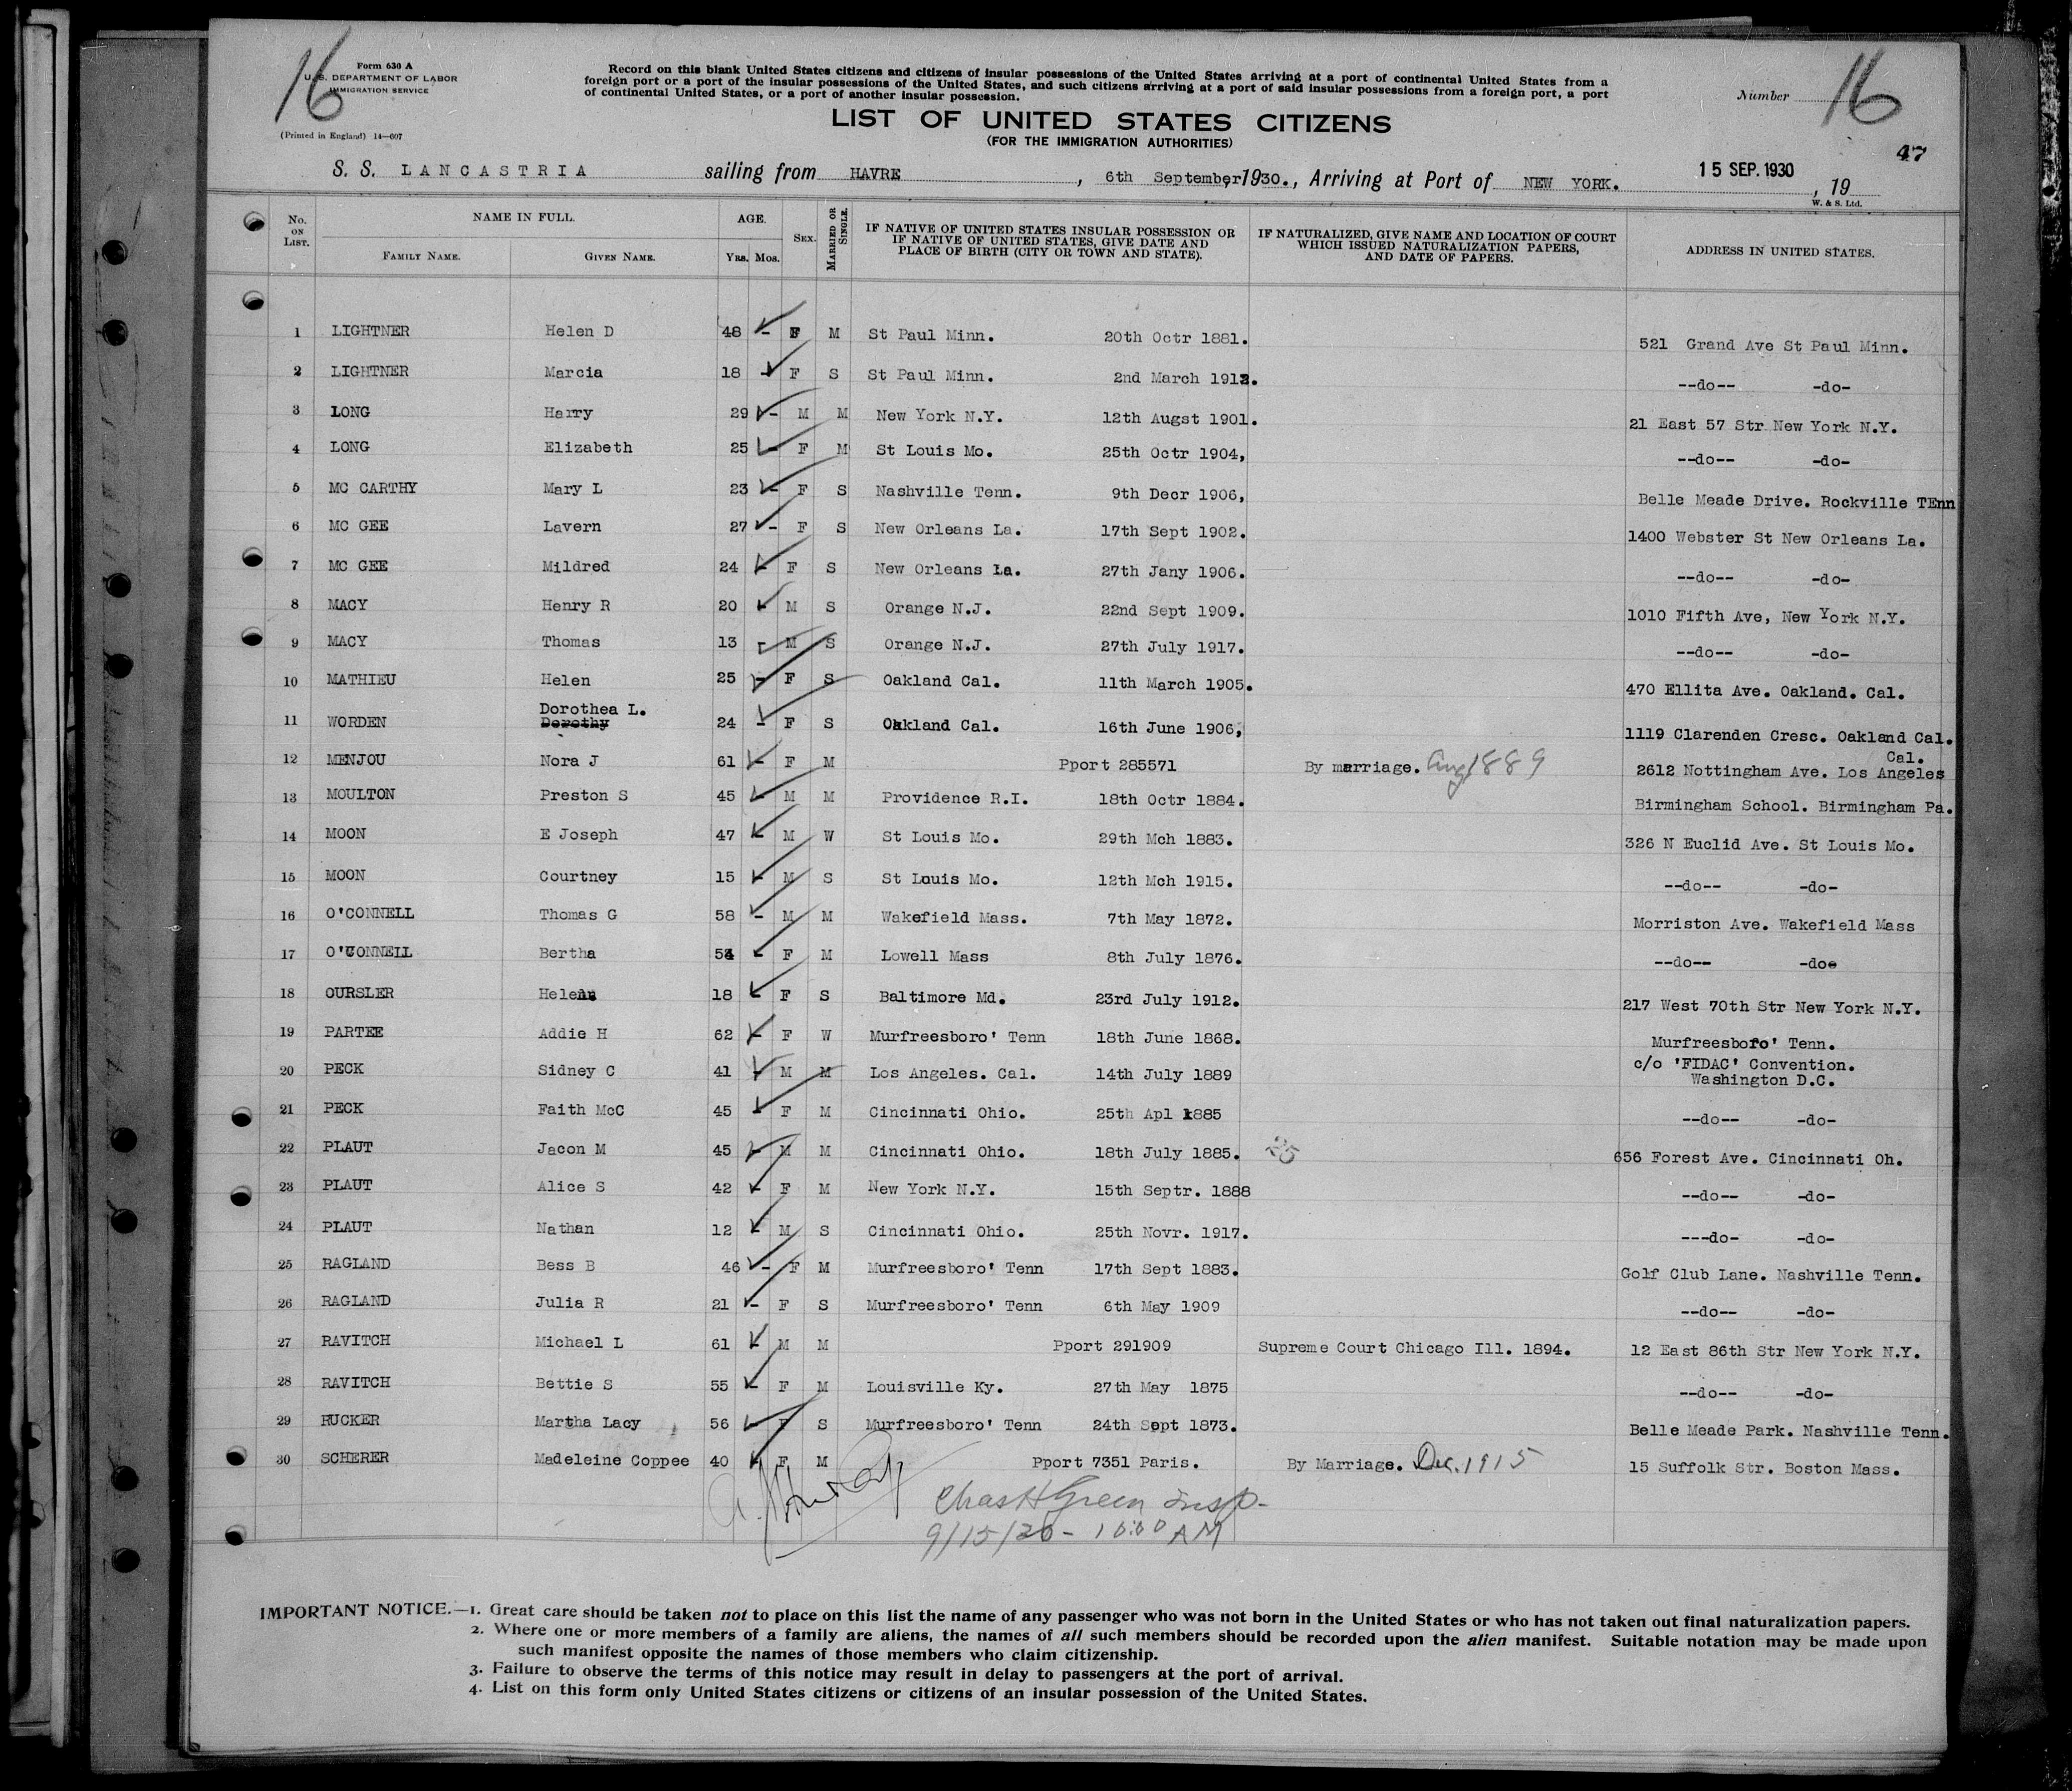 16
Form 630 A
U.S. DEPARTMENT OF LABOR
IMMIGRATION SERVICE
(Printed in England) 14—607
Record on this blank United States citizens and citizens of insular possessions of the United States arriving at a port of continental United States from a
foreign port or a port of the insular possessions of the United States, and such citizens arriving at a port of said insular possessions from a foreign port, a port
of continental United States, or a port of another insular possession.
Number 16
LIST OF UNITED STATES CITIZENS
(FOR THE IMMIGRATION AUTHORITIES)
47
S. S. LANCASTRIA sailing from HAVRE, 6th September, 1930., Arriving at Port of NEW YORK. 15 SEP. 1930, 19
W. & S. Ltd.
No. ON LIST. NAME IN FULL. FAMILY NAME. GIVEN NAME. AGE. Yrs. Mos. SEX. MARRIED OR SINGLE. IF NATIVE OF UNITED STATES INSULAR POSSESSION OR IF NATIVE OF UNITED STATES, GIVE DATE AND PLACE OF BIRTH (CITY OR TOWN AND STATE). IF NATURALIZED, GIVE NAME AND LOCATION OF COURT WHICH ISSUED NATURALIZATION PAPERS, AND DATE OF PAPERS. ADDRESS IN UNITED STATES.
1 LIGHTNER Helen D 48 - F M St Paul Minn. 20th Octr 1881. 521 Grand Ave St Paul Minn.
2 LIGHTNER Marcia 18 - F S St Paul Minn. 2nd March 1912. --do-- -do-
3 LONG Harry 29 - M M New York N.Y. 12th Augst 1901. 21 East 57 Str New York N.Y.
4 LONG Elizabeth 25 - F M St Louis Mo. 25th Octr 1904, --do-- -do-
5 MC CARTHY Mary L 23 - F S Nashville Tenn. 9th Decr 1906, Belle Meade Drive. Rockville TEnn
6 MC GEE Lavern 27 - F S New Orleans La. 17th Sept 1902. 1400 Webster St New Orleans La.
7 MC GEE Mildred 24 - F S New Orleans La. 27th Jany 1906. --do-- -do-
8 MACY Henry R 20 - M S Orange N.J. 22nd Sept 1909. 1010 Fifth Ave, New York N.Y.
9 MACY Thomas 13 - M S Orange N.J. 27th July 1917. --do-- -do-
10 MATHIEU Helen 25 - F S Oakland Cal. 11th March 1905. 470 Ellita Ave. Oakland. Cal.
11 WORDEN Dorothea L. Dorothy 24 - F S Oakland Cal. 16th June 1906, 1119 Clarenden Cresc. Oakland Cal.
12 MENJOU Nora J 61 - F M Pport 285571 By marriage. Aug 1889 2612 Nottingham Ave. Los Angeles Cal.
13 MOULTON Preston S 45 - M M Providence R.I. 18th Octr 1884. Birmingham School. Birmingham Pa.
14 MOON E Joseph 47 - M W St Louis Mo. 29th Mch 1883. 326 N Euclid Ave. St Louis Mo.
15 MOON Courtney 15 - M S St Louis Mo. 12th Mch 1915. --do-- -do-
16 O'CONNELL Thomas G 58 - M M Wakefield Mass. 7th May 1872. Morriston Ave. Wakefield Mass
17 O'CONNELL Bertha 54 - F M Lowell Mass 8th July 1876. --do-- -do-
18 OURSLER Helen 18 - F S Baltimore Md. 23rd July 1912. 217 West 70th Str New York N.Y.
19 PARTEE Addie H 62 - F W Murfreesboro' Tenn 18th June 1868. Murfreesboro' Tenn.
20 PECK Sidney C 41 - M M Los Angeles. Cal. 14th July 1889 c/o 'FIDAC' Convention. Washington D.C.
21 PECK Faith McC 45 - F M Cincinnati Ohio. 25th Apl 1885 --do-- -do-
22 PLAUT Jacon M 45 - M M Cincinnati Ohio. 18th July 1885. 656 Forest Ave. Cincinnati Oh.
23 PLAUT Alice S 42 - F M New York N.Y. 15th Septr. 1888 --do-- -do-
24 PLAUT Nathan 12 - M S Cincinnati Ohio. 25th Novr. 1917. ---do- -do-
25 RAGLAND Bess B 46 - F M Murfreesboro' Tenn 17th Sept 1883. Golf Club Lane. Nashville Tenn.
26 RAGLAND Julia R 21 - F S Murfreesboro' Tenn 6th May 1909 --do-- -do-
27 RAVITCH Michael L 61 - M M Pport 291909 Supreme Court Chicago Ill. 1894. 12 East 86th Str New York N.Y.
28 RAVITCH Bettie S 55 - F M Louisville Ky. 27th May 1875 --do-- -do-
29 RUCKER Martha Lacy 56 - F S Murfreesboro' Tenn 24th Sept 1873. Belle Meade Park. Nashville Tenn.
30 SCHERER Madeleine Coppee 40 - F M Pport 7351 Paris. By Marriage. Dec. 1915 15 Suffolk Str. Boston Mass.
Chas H Green Insp-
9/15/30 - 10:00 AM
IMPORTANT NOTICE.—1. Great care should be taken not to place on this list the name of any passenger who was not born in the United States or who has not taken out final naturalization papers.
2. Where one or more members of a family are aliens, the names of all such members should be recorded upon the alien manifest. Suitable notation may be made upon
such manifest opposite the names of those members who claim citizenship.
3. Failure to observe the terms of this notice may result in delay to passengers at the port of arrival.
4. List on this form only United States citizens or citizens of an insular possession of the United States.